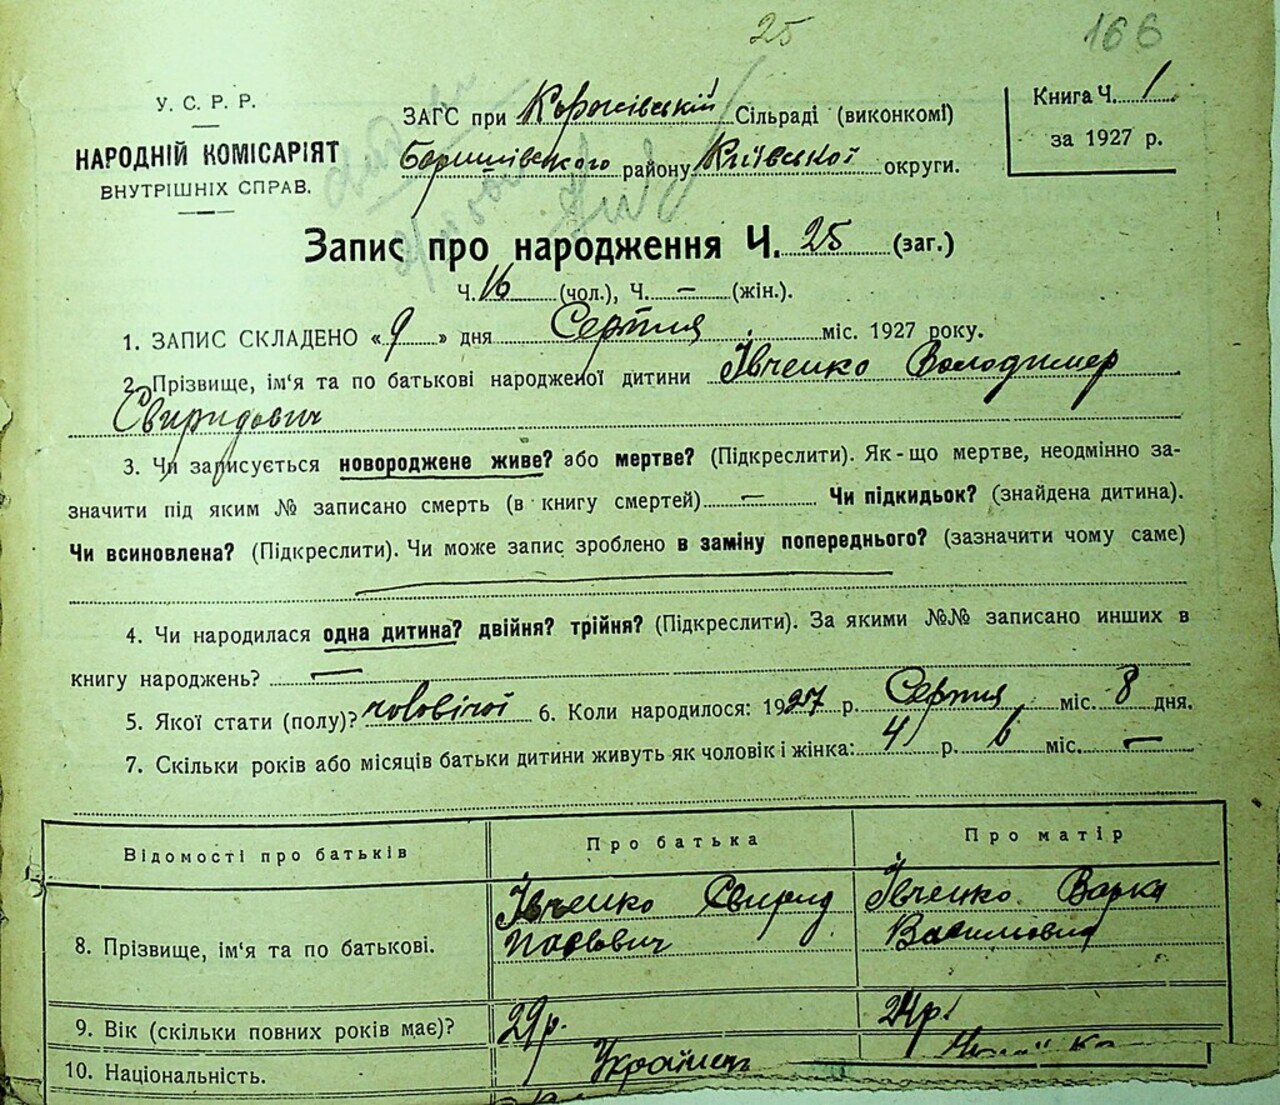 25
166
У. С. Р. Р.
НАРОДНІЙ КОМІСАРІЯТ
ВНУТРІШНІХ СПРАВ.
ЗАГС при Коржівській Сільраді (виконкомі)
Баришівського району Київської округи.
Книга Ч. 1
за 1927 р.
Запис про народження Ч. 25 (заг.)
Ч. 16 (чол.), Ч. — (жін.).
1. ЗАПИС СКЛАДЕНО «9» дня Серпня міс. 1927 року.
2. Прізвище, ім'я та по батькові народженої дитини Івченко Володимер
Свиридович
3. Чи записується новороджене живе? або мертве? (Підкреслити). Як-що мертве, неодмінно за-
значити під яким № записано смерть (в книгу смертей) — Чи підкидьок? (знайдена дитина).
Чи всиновлена? (Підкреслити). Чи може запис зроблено в заміну попереднього? (зазначити чому саме)
4. Чи народилася одна дитина? двійня? трійня? (Підкреслити). За якими №№ записано инших в
книгу народжень? —
5. Якої стати (полу)? чоловічої 6. Коли народилося: 1927 р. Серпня міс. 8 дня.
7. Скільки років або місяців батьки дитини живуть як чоловік і жінка: 4 р. 6 міс. —
Відомості про батьків Про батька Про матір
8. Прізвище, ім'я та по батькові. Івченко Свирид Павлович Івченко Варка Василівна
9. Вік (скільки повних років має)? 29 р. 24 р.
10. Національність. Українець